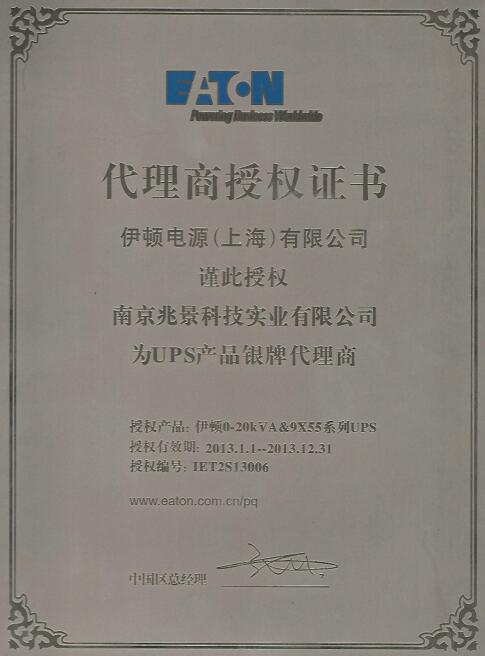 EATON
Powering Business Worldwide
代理商授权证书
伊顿电源(上海)有限公司
谨此授权
南京兆景科技实业有限公司
为UPS产品银牌代理商
授权产品: 伊顿0-20kVA&9X55系列UPS
授权有效期: 2013.1.1--2013.12.31
授权编号: IET2S13006
www.eaton.com.cn/pq
中国区总经理